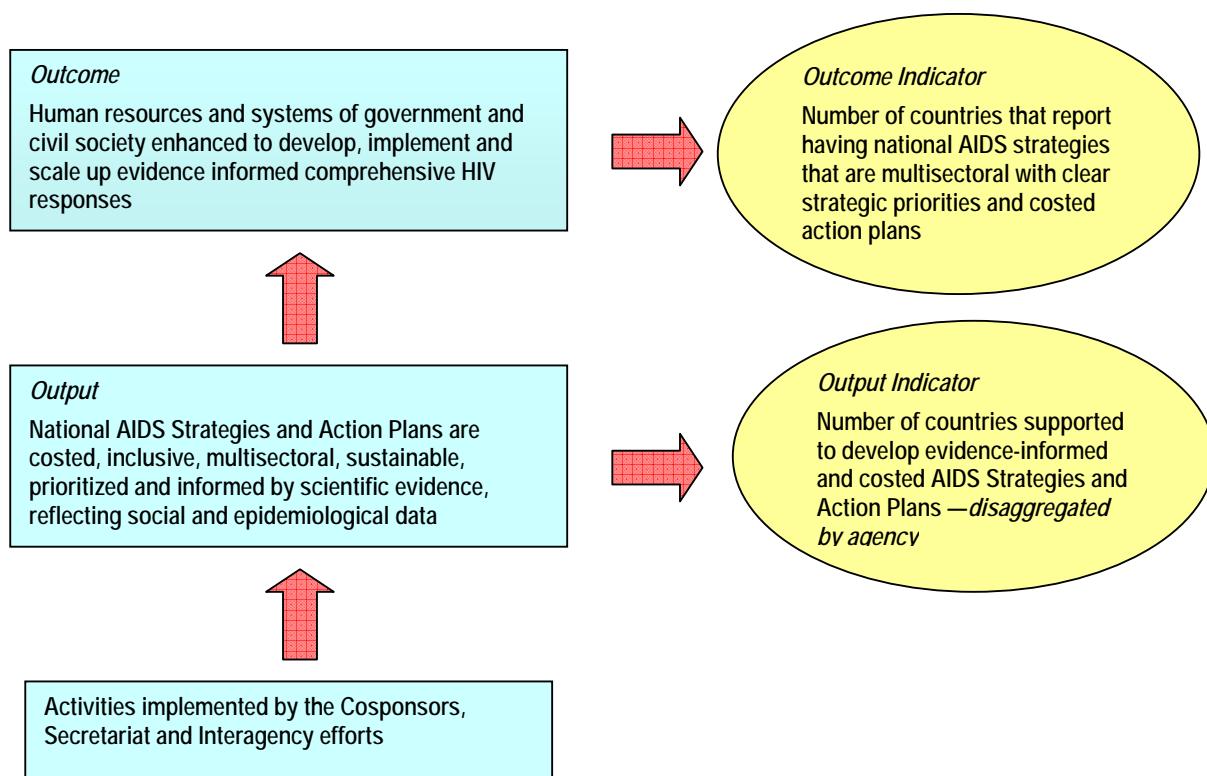 Outcome
Human resources and systems of government and
civil society enhanced to develop, implement and
scale up evidence informed comprehensive HIV
responses
Outcome Indicator
Number of countries that report
having national AIDS strategies
that are multisectoral with clear
strategic priorities and costed
action plans
Output
National AIDS Strategies and Action Plans are
costed, inclusive, multisectoral, sustainable,
prioritized and informed by scientific evidence,
reflecting social and epidemiological data
Output Indicator
Number of countries supported
to develop evidence-informed
and costed AIDS Strategies and
Action Plans —disaggregated
by agency
Activities implemented by the Cosponsors,
Secretariat and Interagency efforts